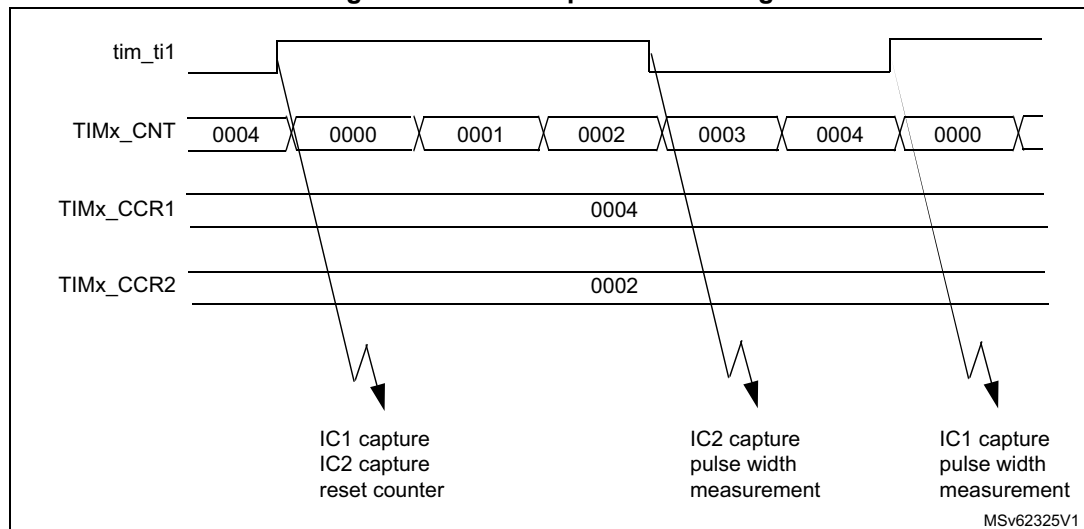 tim_ti1
TIMx_CNT 0004 0000 0001 0002 0003 0004 0000
TIMx_CCR1 0004
TIMx_CCR2 0002
IC1 capture
IC2 capture
reset counter
IC2 capture
pulse width
measurement
IC1 capture
pulse width
measurement
MSv62325V1